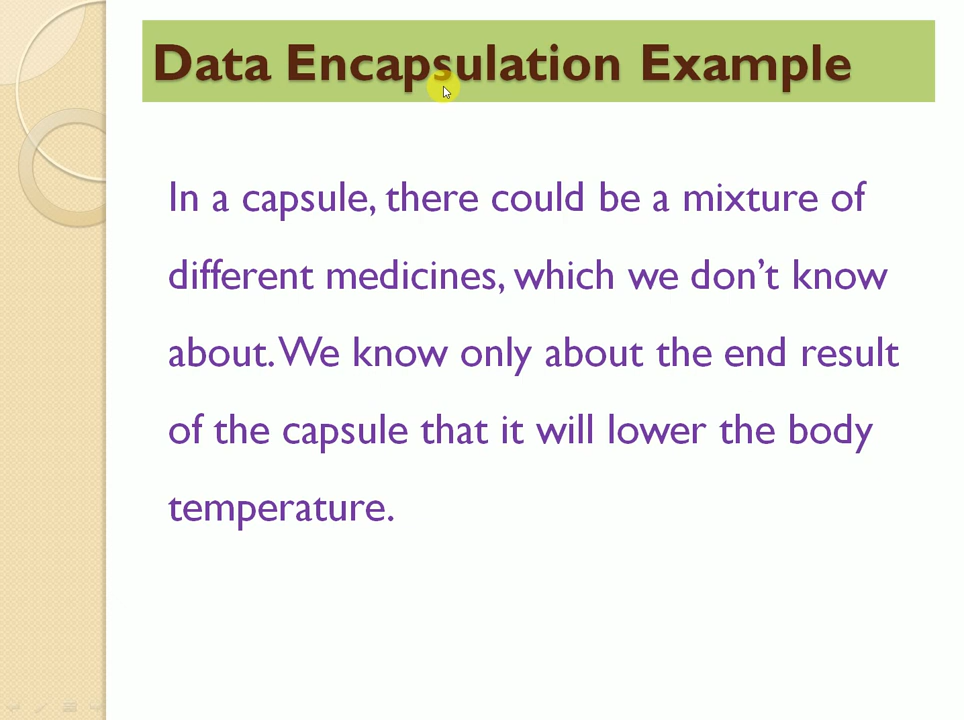 Data Encapsulation Example
In a capsule, there could be a mixture of
different medicines, which we don’t know
about. We know only about the end result
of the capsule that it will lower the body
temperature.